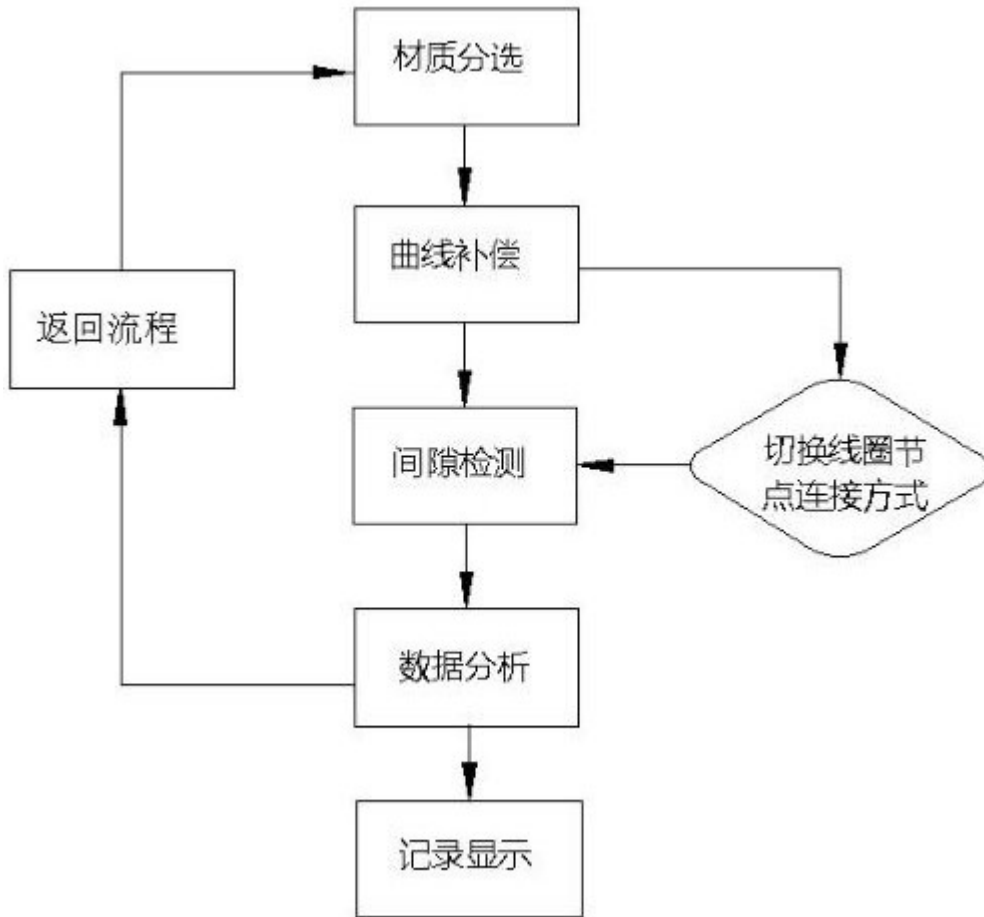 材质分选
曲线补偿
返回流程
间隙检测
切换线圈节
点连接方式
数据分析
记录显示